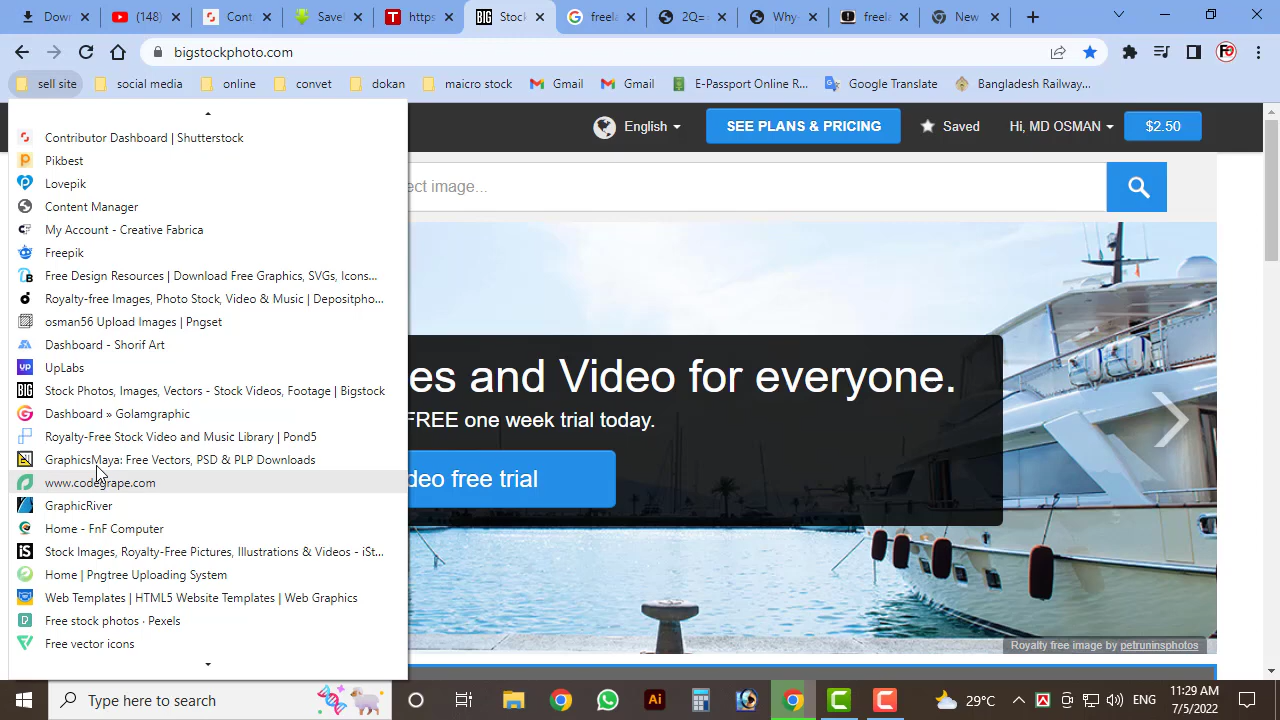 Dow
(148)
Cont
Save
https
Stock
freela
2Q=
Why-
freela
New
bigstockphoto.com
sell site
social media
online
convet
dokan
maicro stock
Gmail
Gmail
E-Passport Online R...
Google Translate
Bangladesh Railway...
English
SEE PLANS & PRICING
Saved
Hi, MD OSMAN
$2.50
ect image...
Contributor Dashboard | Shutterstock
Pikbest
Lovepik
Content Manager
My Account - Creative Fabrica
Freepik
Free Design Resources | Download Free Graphics, SVGs, Icons...
Royalty-free Images, Photo Stock, Video & Music | Depositpho...
osman56 Upload Images | Pngset
Dashboard - Shorif Art
UpLabs
Stock Photos, Images, Vectors - Stock Videos, Footage | Bigstock
Dashboard » Golamgraphic
Royalty-Free Stock Video and Music Library | Pond5
GraphicsMaya: Free Vectors, PSD & PLP Downloads
www.codegrape.com
GraphicRiver
Home - FnF Computer
Stock Images, Royalty-Free Pictures, Illustrations & Videos - iSt...
Home | Pngtree Uploading System
Web Templates | HTML5 Website Templates | Web Graphics
Free stock photos · Pexels
Free vector icons
es and Video for everyone.
FREE one week trial today.
deo free trial
Royalty free image by petruninsphotos
Type here to search
29°C
ENG
11:29 AM
7/5/2022